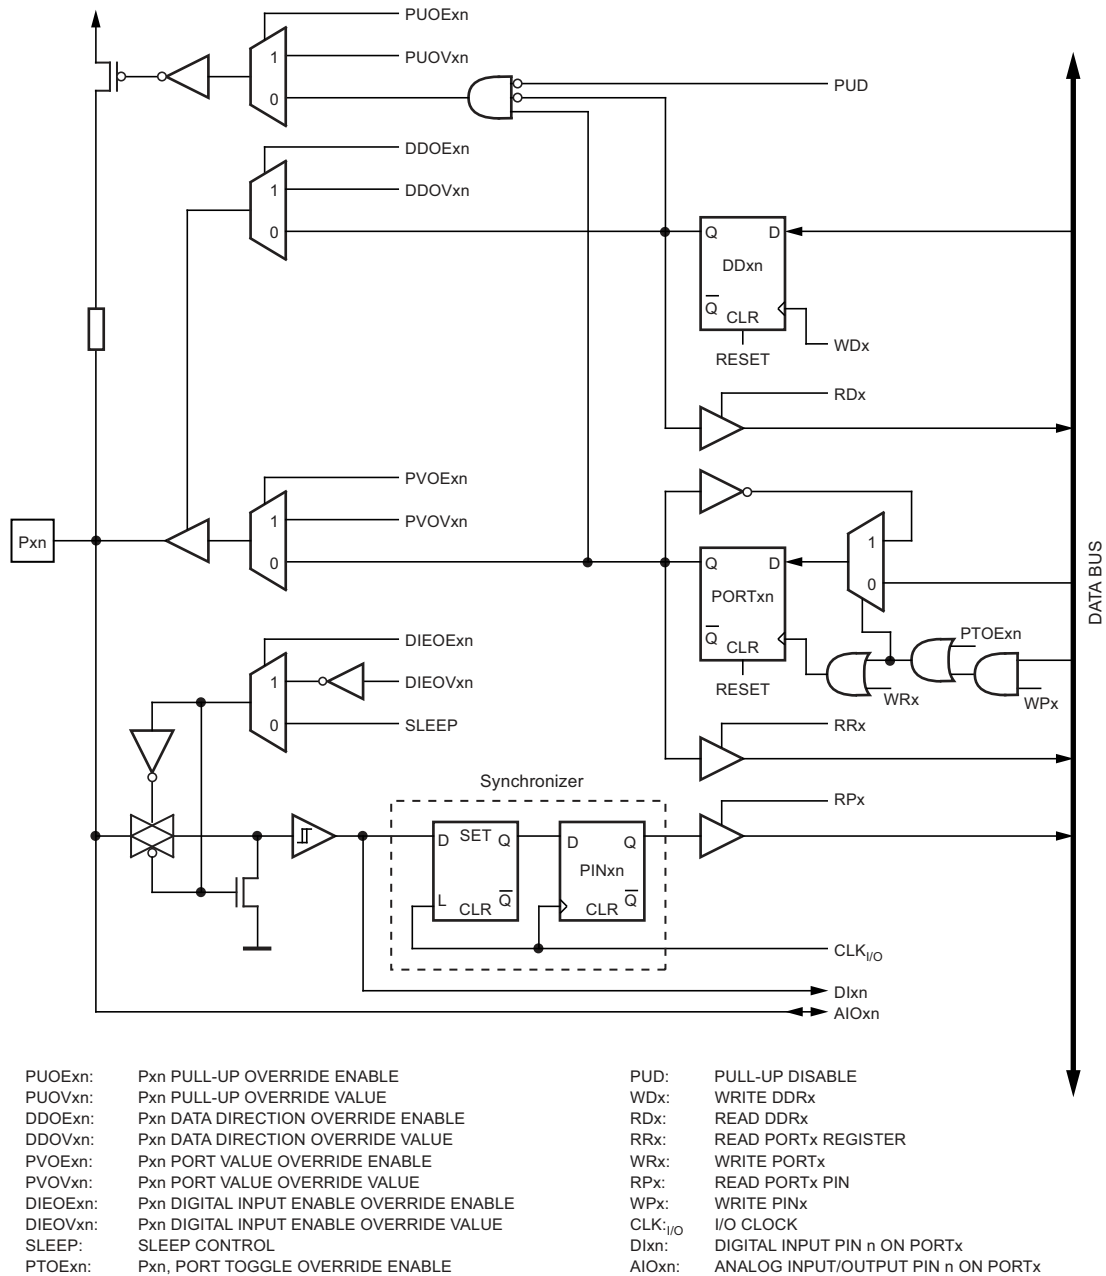 PUOExn
1
PUOVxn
0
PUD
DDOExn
1
DDOVxn
0
Q D
DDxn
Q
CLR
RESET
WDx
RDx
PVOExn
1
PVOVxn
0
Pxn
Q D
PORTxn
Q
CLR
RESET
1
0
PTOExn
WRx
WPx
DATA BUS
DIEOExn
1
DIEOVxn
0
SLEEP
RRx
Synchronizer
RPx
D SET Q
L
CLR
Q
D Q
PINxn
CLR
Q
CLKI/O
DIxn
AIOxn
PUOExn: Pxn PULL-UP OVERRIDE ENABLE
PUOVxn: Pxn PULL-UP OVERRIDE VALUE
DDOExn: Pxn DATA DIRECTION OVERRIDE ENABLE
DDOVxn: Pxn DATA DIRECTION OVERRIDE VALUE
PVOExn: Pxn PORT VALUE OVERRIDE ENABLE
PVOVxn: Pxn PORT VALUE OVERRIDE VALUE
DIEOExn: Pxn DIGITAL INPUT ENABLE OVERRIDE ENABLE
DIEOVxn: Pxn DIGITAL INPUT ENABLE OVERRIDE VALUE
SLEEP: SLEEP CONTROL
PTOExn: Pxn, PORT TOGGLE OVERRIDE ENABLE
PUD: PULL-UP DISABLE
WDx: WRITE DDRx
RDx: READ DDRx
RRx: READ PORTx REGISTER
WRx: WRITE PORTx
RPx: READ PORTx PIN
WPx: WRITE PINx
CLK:I/O I/O CLOCK
DIxn: DIGITAL INPUT PIN n ON PORTx
AIOxn: ANALOG INPUT/OUTPUT PIN n ON PORTx